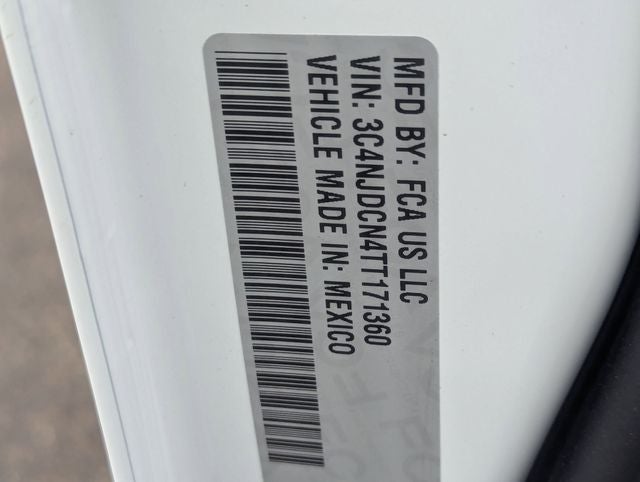 MFD BY: FCA US LLC
VIN: 3C4NJDCN4TT171360
VEHICLE MADE IN: MEXICO